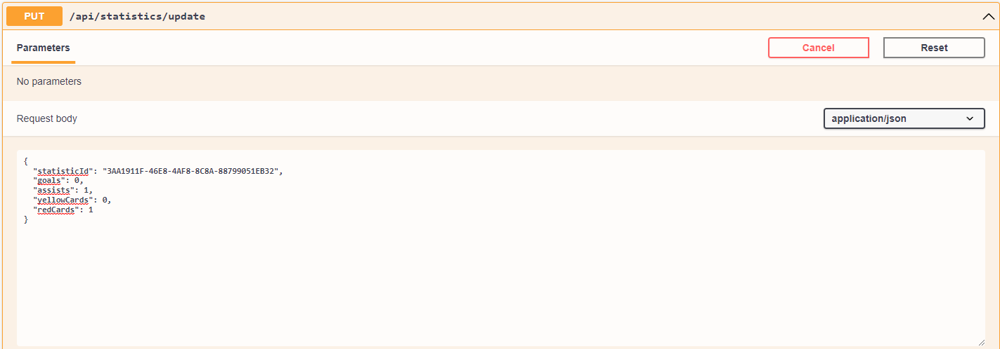 PUT /api/statistics/update
Parameters Cancel Reset
No parameters
Request body application/json
{
"statisticId": "3AA1911F-46E8-4AF8-8C8A-88799051EB32",
"goals": 0,
"assists": 1,
"yellowCards": 0,
"redCards": 1
}